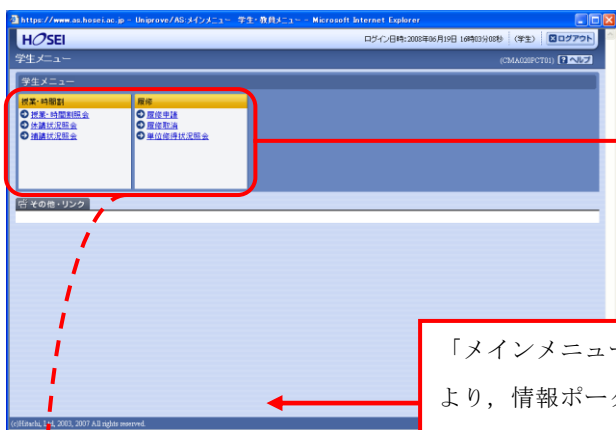 https://www.as.hosei.ac.jp - Uniprove/AS:メインメニュー 学生・教員メニュー - Microsoft Internet Explorer
HOSEI
ログイン日時:2008年06月19日 16時03分08秒 (学生) ログアウト
学生メニュー
(CMA020PCT01) ? ヘルプ
学生メニュー
授業・時間割
授業・時間割照会
休講状況照会
補講状況照会
履修
履修申請
履修取消
単位修得状況照会
その他・リンク
「メインメニュー
より，情報ポータ
(c)Hitachi, Ltd. 2003, 2007 All rights reserved.